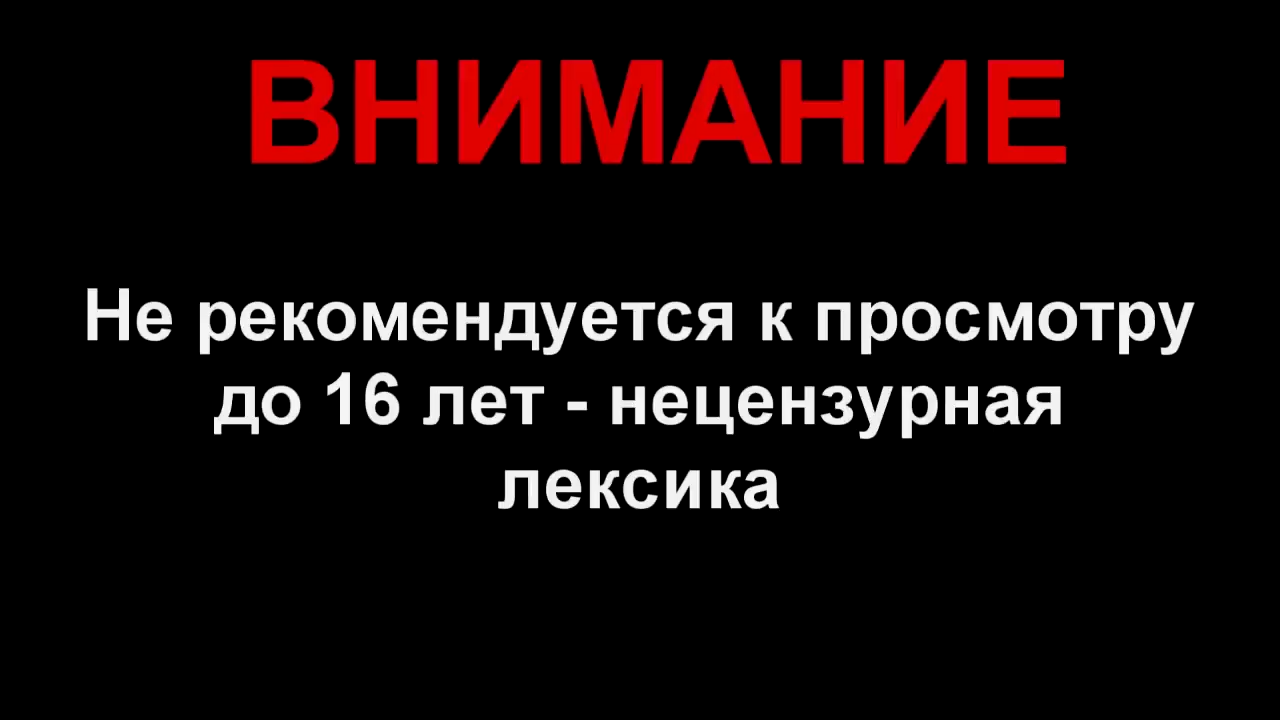 ВНИМАНИЕ
Не рекомендуется к просмотру
до 16 лет - нецензурная
лексика